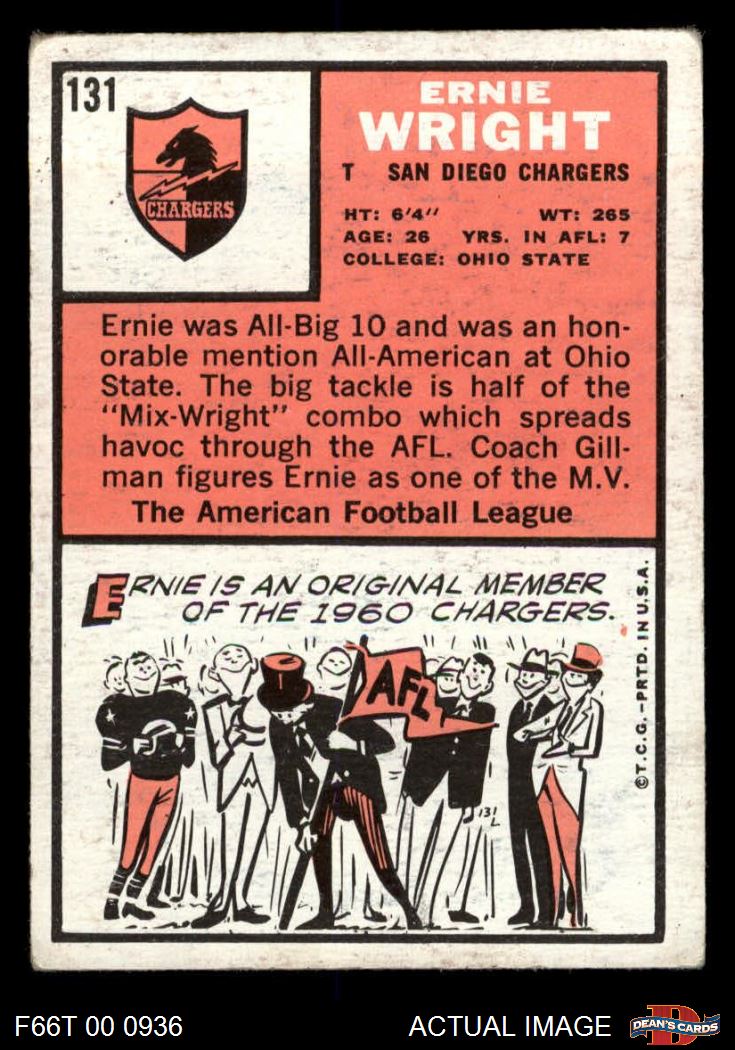 131
CHARGERS
ERNIE
WRIGHT
T SAN DIEGO CHARGERS
HT: 6'4" WT: 265
AGE: 26 YRS. IN AFL: 7
COLLEGE: OHIO STATE
Ernie was All-Big 10 and was an hon-
orable mention All-American at Ohio
State. The big tackle is half of the
"Mix-Wright" combo which spreads
havoc through the AFL. Coach Gill-
man figures Ernie as one of the M.V.
The American Football League
ERNIE IS AN ORIGINAL MEMBER
OF THE 1960 CHARGERS.
AFL
131
L
©T.C.G.–PRTD. IN U.S.A.
F66T 00 0936
ACTUAL IMAGE
D
DEAN'S CARDS